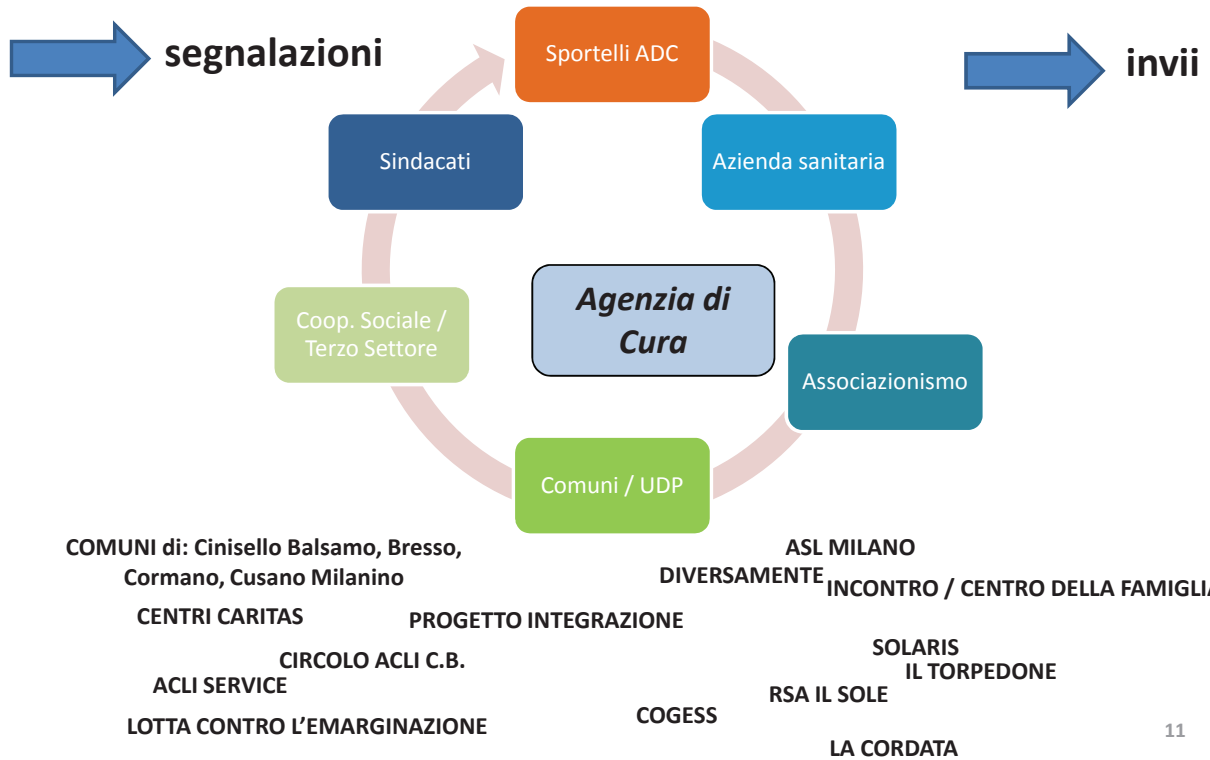 segnalazioni
invii
Sportelli ADC
Azienda sanitaria
Associazionismo
Comuni / UDP
Coop. Sociale /
Terzo Settore
Sindacati
Agenzia di
Cura
COMUNI di: Cinisello Balsamo, Bresso,
Cormano, Cusano Milanino
ASL MILANO
DIVERSAMENTE
INCONTRO / CENTRO DELLA FAMIGLIA
CENTRI CARITAS
PROGETTO INTEGRAZIONE
CIRCOLO ACLI C.B.
SOLARIS
IL TORPEDONE
ACLI SERVICE
RSA IL SOLE
LOTTA CONTRO L'EMARGINAZIONE
COGESS
LA CORDATA
11